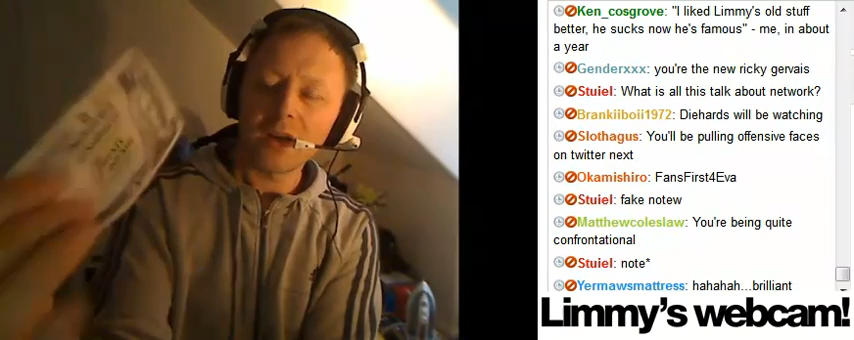 Ken_cosgrove: "I liked Limmy's old stuff
better, he sucks now he's famous" - me, in about
a year
Genderxxx: you're the new ricky gervais
Stuiel: What is all this talk about network?
Brankiiboii1972: Diehards will be watching
Slothagus: You'll be pulling offensive faces
on twitter next
Okamishiro: FansFirst4Eva
Stuiel: fake notew
Matthewcoleslaw: You're being quite
confrontational
Stuiel: note*
Yermawsmattress: hahahah...brilliant
Limmy's webcam!